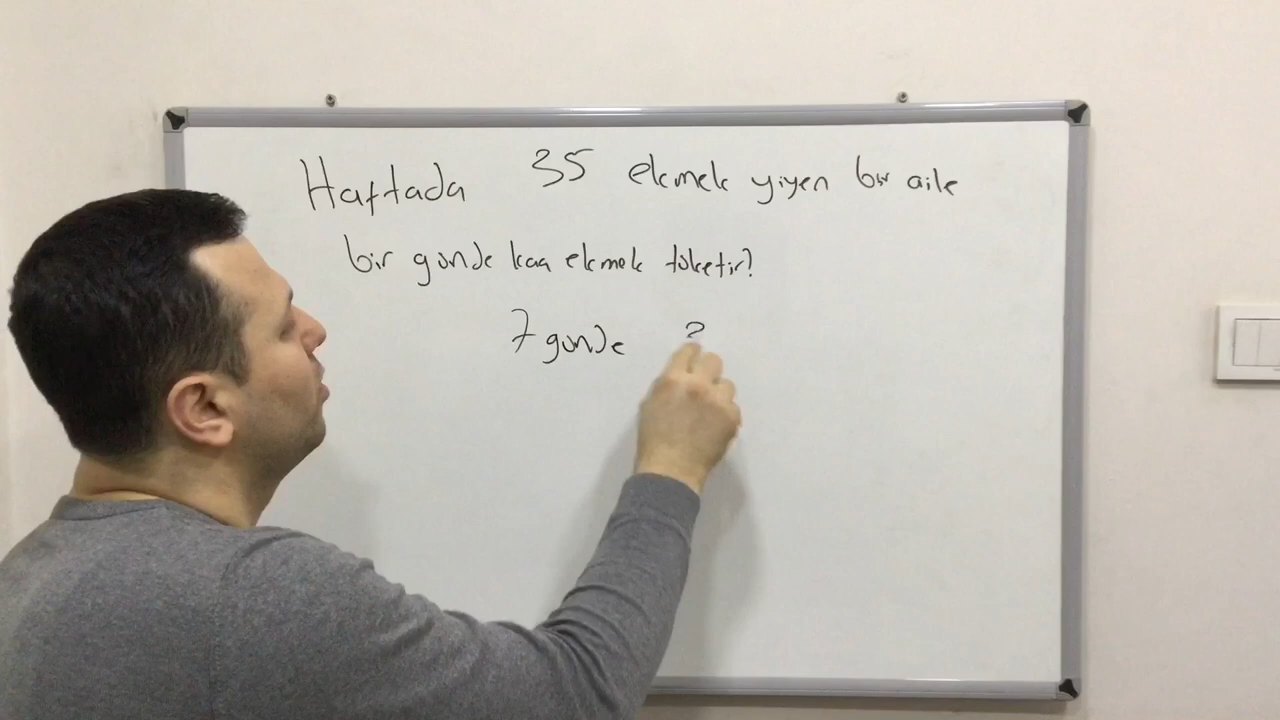 Haftada 35 ekmek yiyen bir aile
bir günde kaç ekmek tüketir?
7 günde